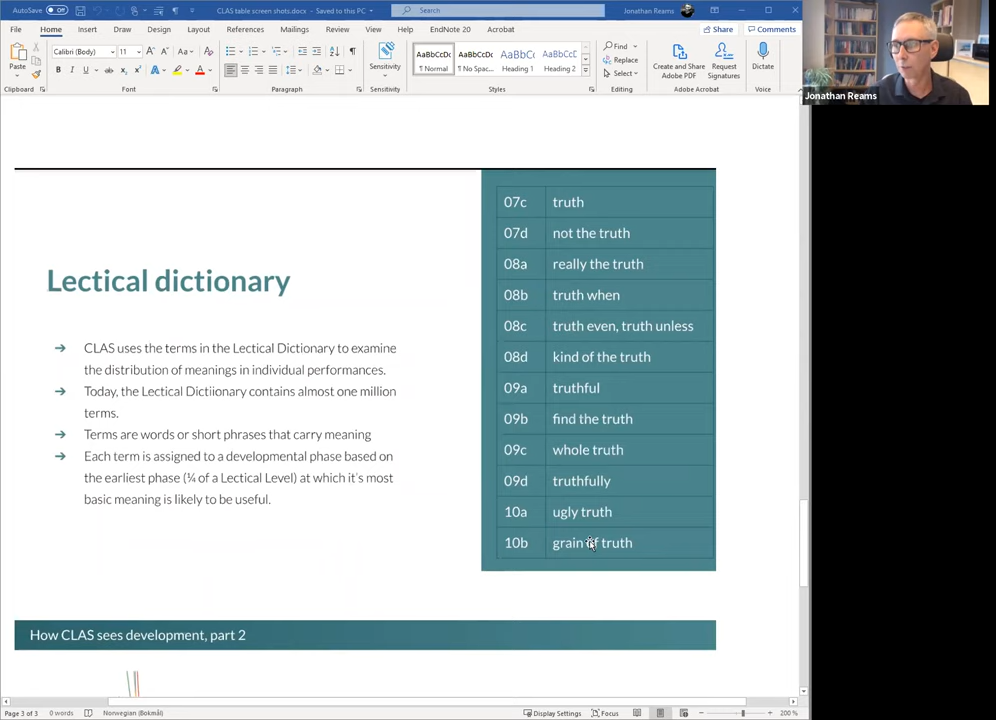 AutoSave Off
CLAS table screen shots.docx - Saved to this PC
Search
Jonathan Reams
File Home Insert Draw Design Layout References Mailings Review View Help EndNote 20 Acrobat
Share Comments
Paste
Calibri (Body) 11
Sensitivity
AaBbCcDc AaBbCcDc AaBbCc AaBbCcC
¶ Normal ¶ No Spac... Heading 1 Heading 2
Find
Replace
Select
Create and Share
Adobe PDF
Request
Signatures
Dictate
Clipboard Font Paragraph Sensitivity Styles Editing Adobe Acrobat Voice
Jonathan Reams
Lectical dictionary
CLAS uses the terms in the Lectical Dictionary to examine
the distribution of meanings in individual performances.
Today, the Lectical Dictiionary contains almost one million
terms.
Terms are words or short phrases that carry meaning
Each term is assigned to a developmental phase based on
the earliest phase (¼ of a Lectical Level) at which it's most
basic meaning is likely to be useful.
07c truth
07d not the truth
08a really the truth
08b truth when
08c truth even, truth unless
08d kind of the truth
09a truthful
09b find the truth
09c whole truth
09d truthfully
10a ugly truth
10b grain of truth
How CLAS sees development, part 2
Page 3 of 3 0 words Norwegian (Bokmål)
Display Settings Focus 200 %